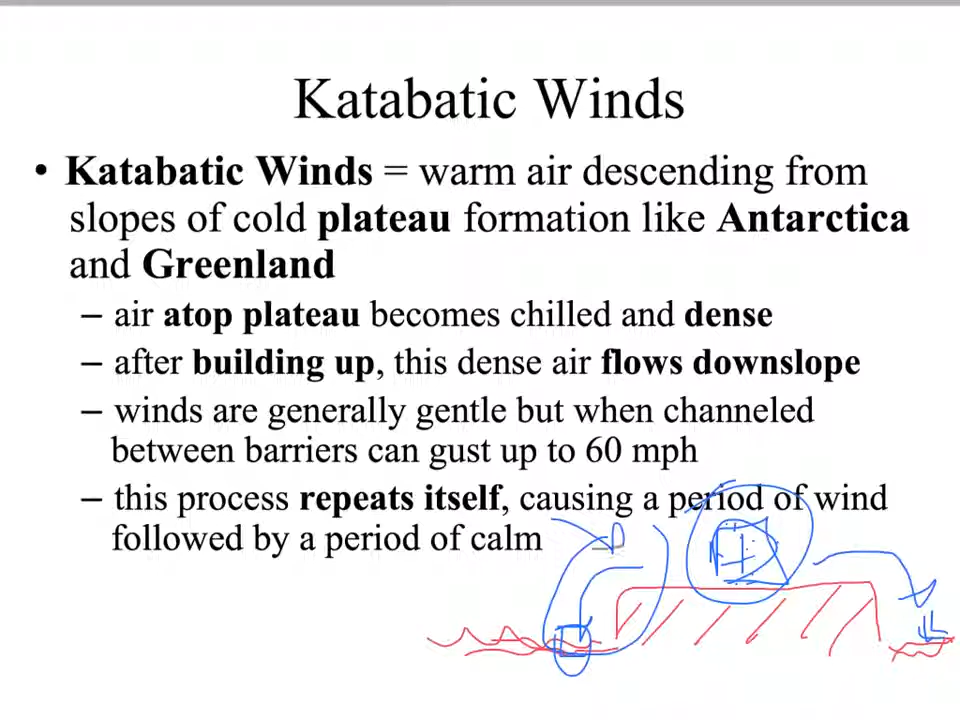 Katabatic Winds
• Katabatic Winds = warm air descending from
slopes of cold plateau formation like Antarctica
and Greenland
– air atop plateau becomes chilled and dense
– after building up, this dense air flows downslope
– winds are generally gentle but when channeled
between barriers can gust up to 60 mph
– this process repeats itself, causing a period of wind
followed by a period of calm